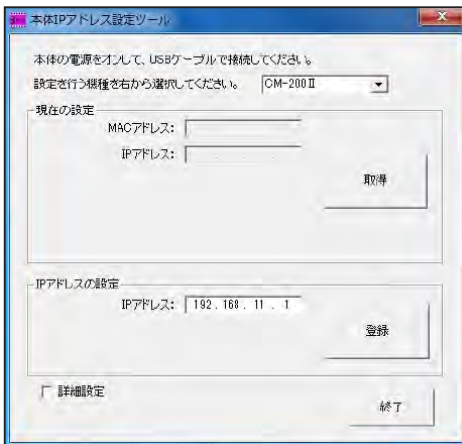 本体IPアドレス設定ツール
本体の電源をオンして、USBケーブルで接続してください。
設定を行う機種を右から選択してください。 CM-200Ⅱ
現在の設定
MACアドレス:
IPアドレス:
取得
IPアドレスの設定
IPアドレス: 192 . 168 . 11 . 1
登録
詳細設定
終了